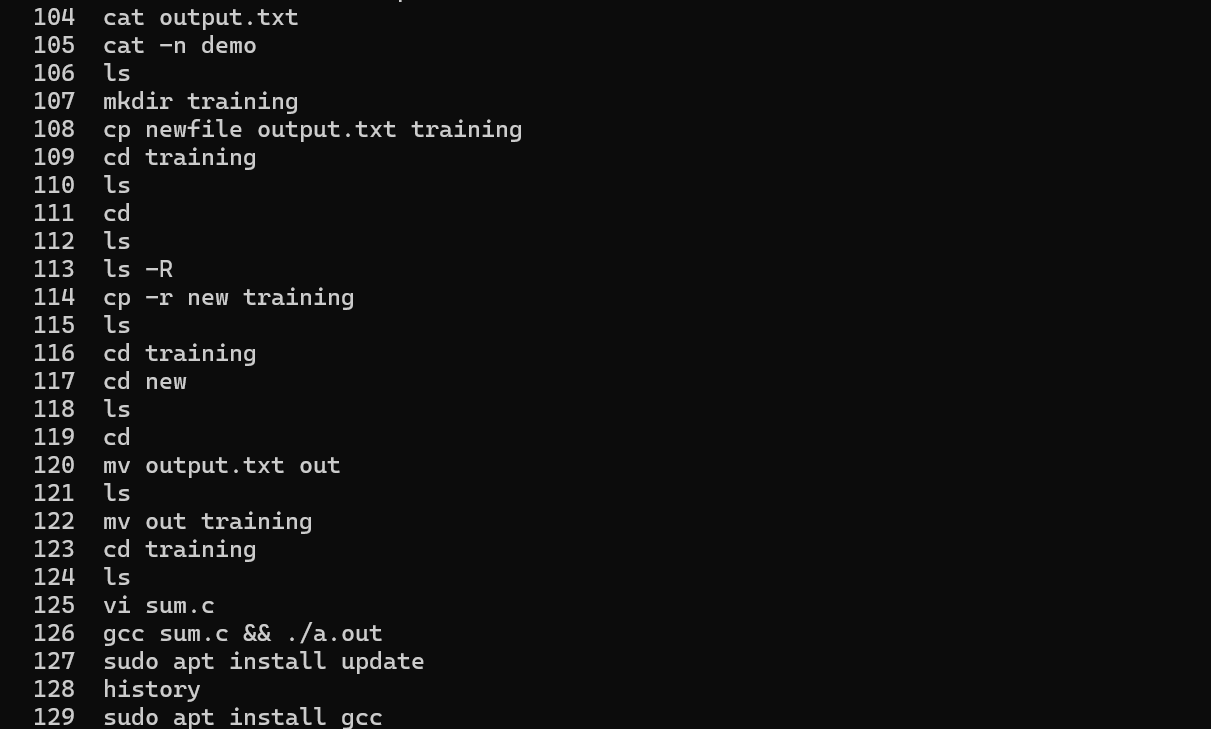 104 cat output.txt
105 cat -n demo
106 ls
107 mkdir training
108 cp newfile output.txt training
109 cd training
110 ls
111 cd
112 ls
113 ls -R
114 cp -r new training
115 ls
116 cd training
117 cd new
118 ls
119 cd
120 mv output.txt out
121 ls
122 mv out training
123 cd training
124 ls
125 vi sum.c
126 gcc sum.c && ./a.out
127 sudo apt install update
128 history
129 sudo apt install gcc